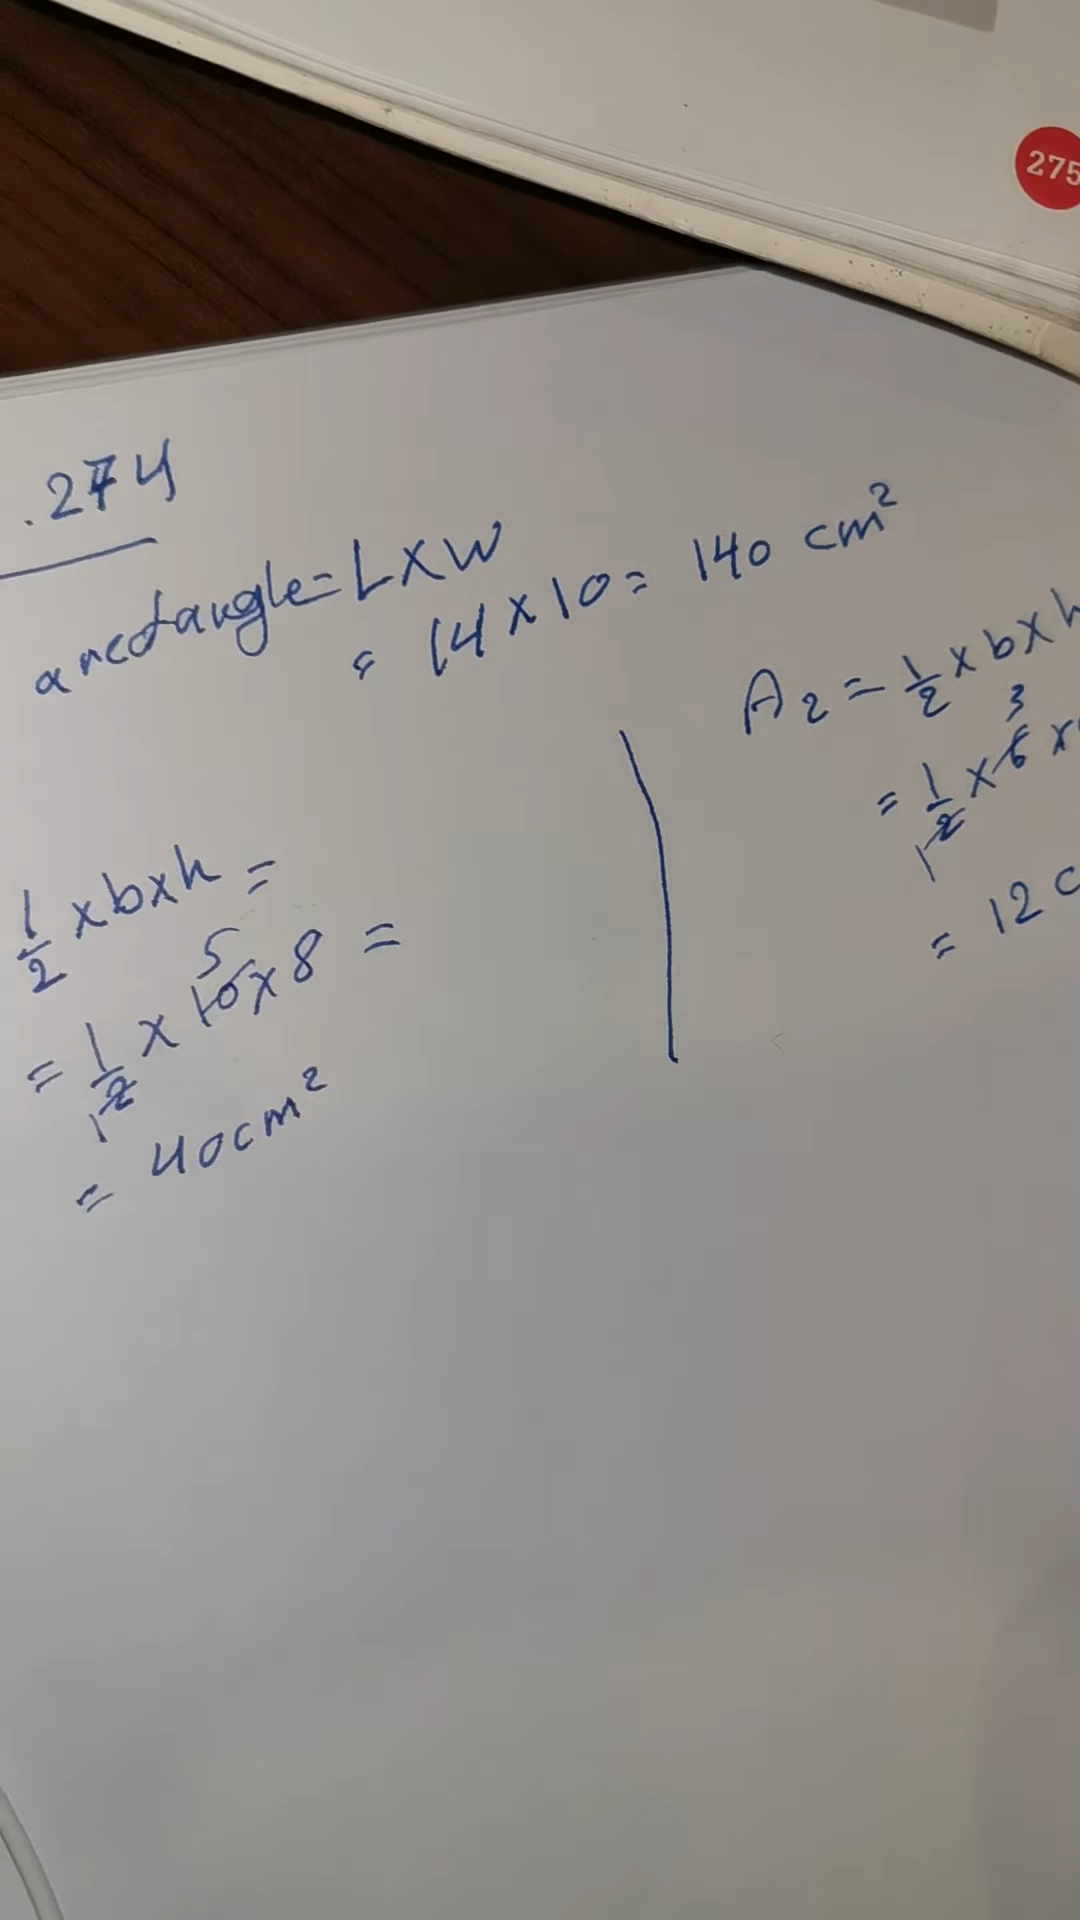 275
.274
a rectangle = L x W
= 14 x 10 = 140 cm²
1/2 x b x h =
= 1/2 x 10 x 8 =
5
1
= 40 cm²
A2 = 1/2 x b x h
3
= 1/2 x 6 x
1
= 12 c